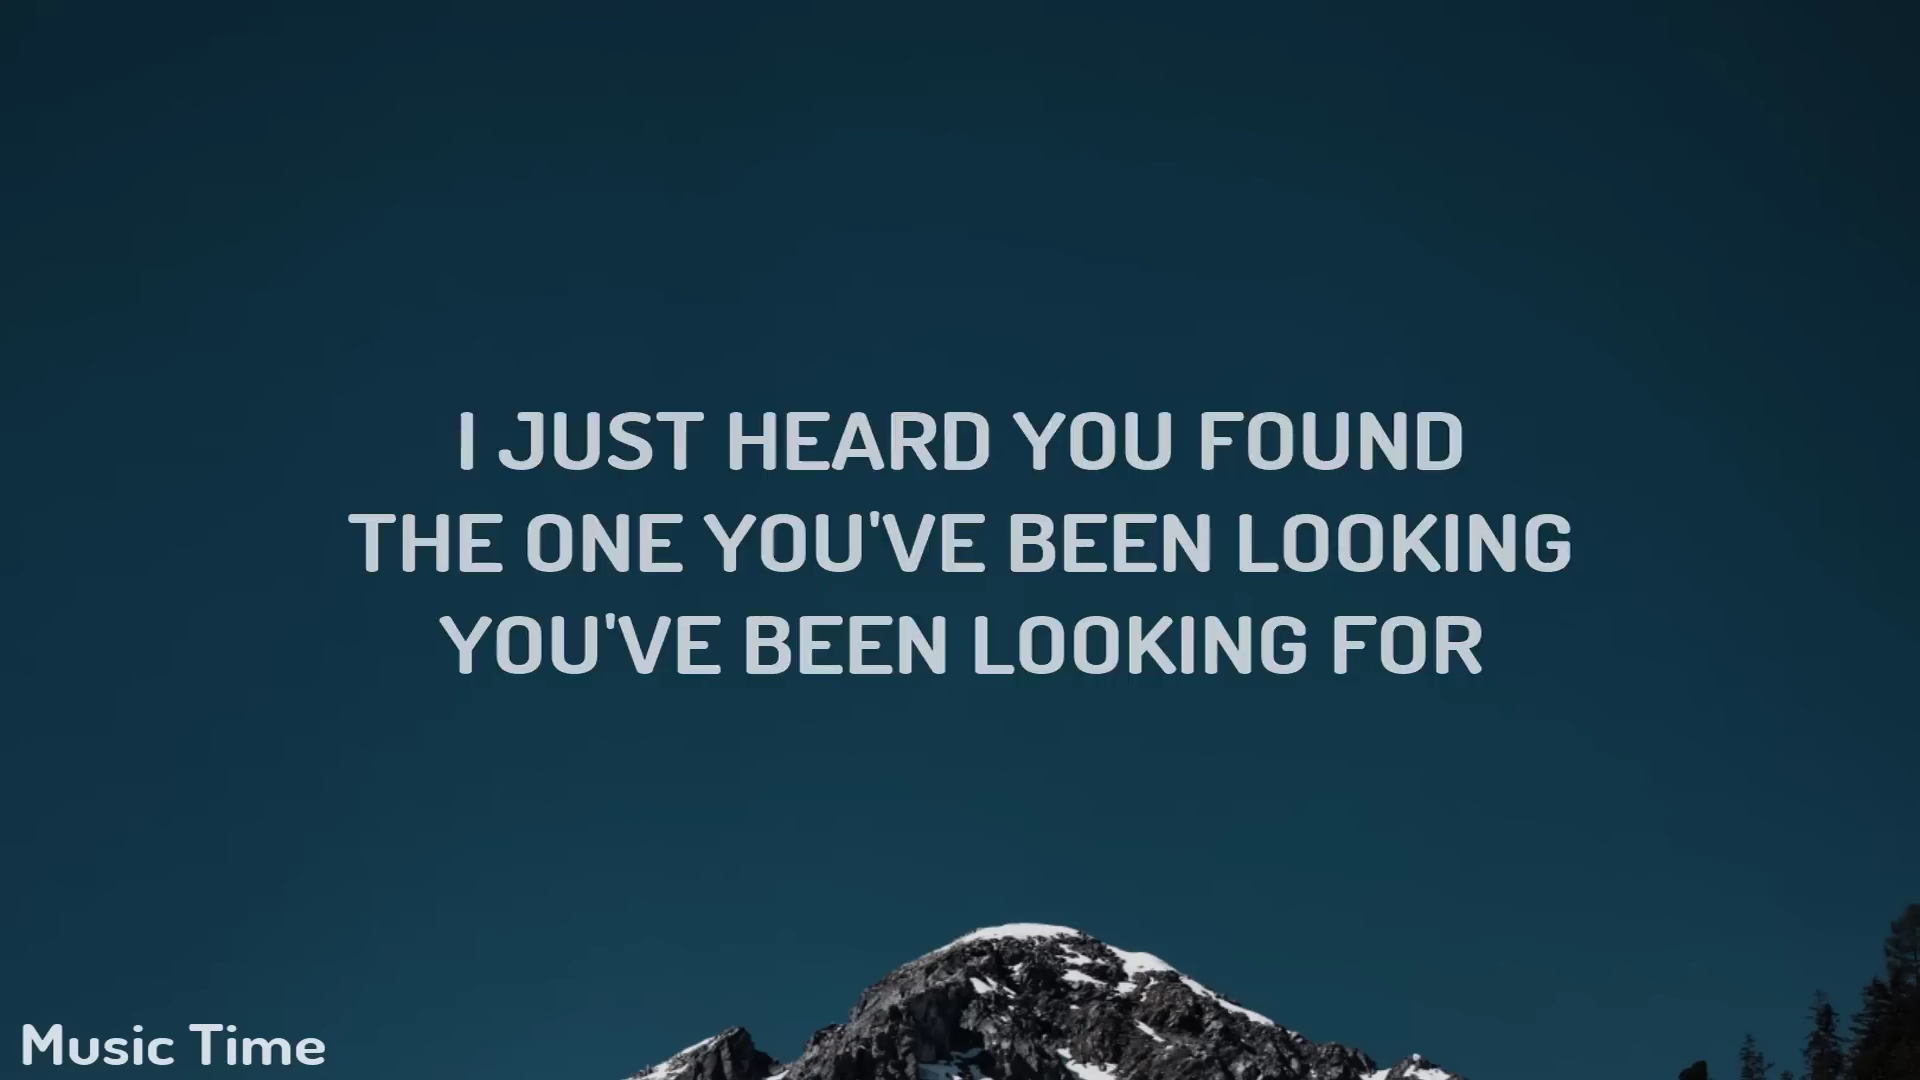 I JUST HEARD YOU FOUND
THE ONE YOU'VE BEEN LOOKING
YOU'VE BEEN LOOKING FOR
Music Time